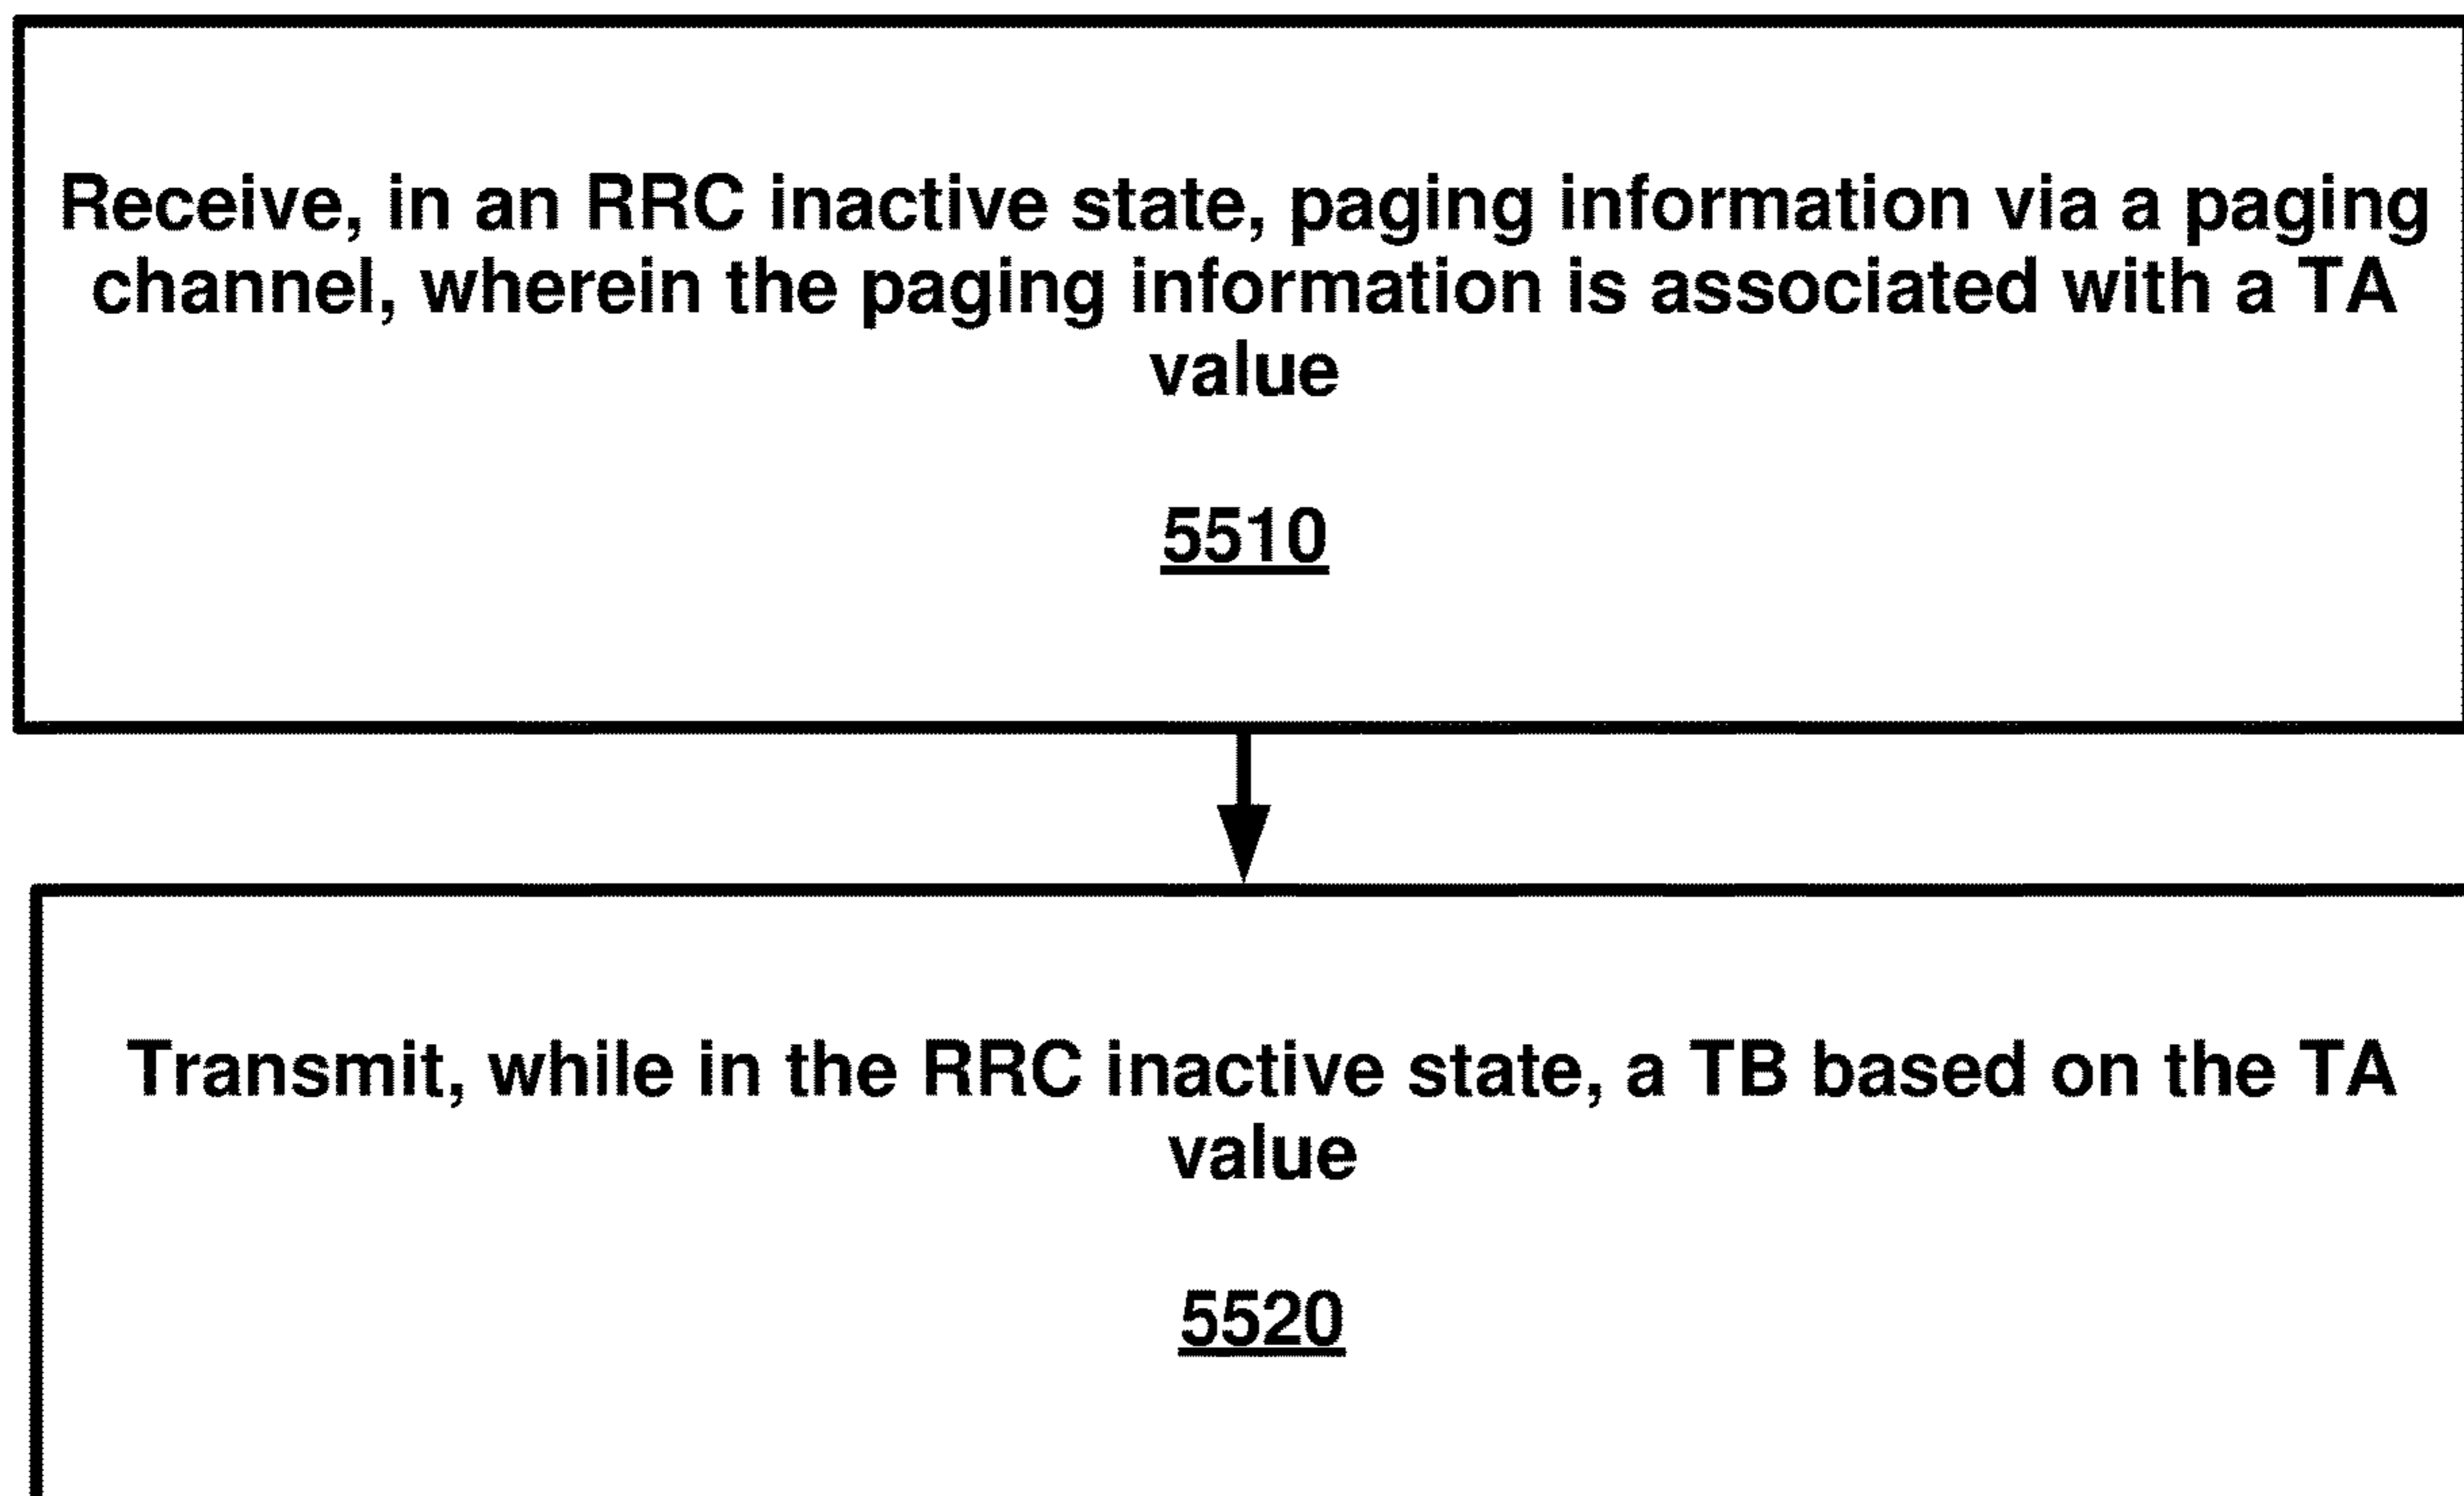 Receive, in an RRC inactive state, paging information via a paging
channel, wherein the paging information is associated with a TA
value
5510
Transmit, while in the RRC inactive state, a TB based on the TA
value
5520